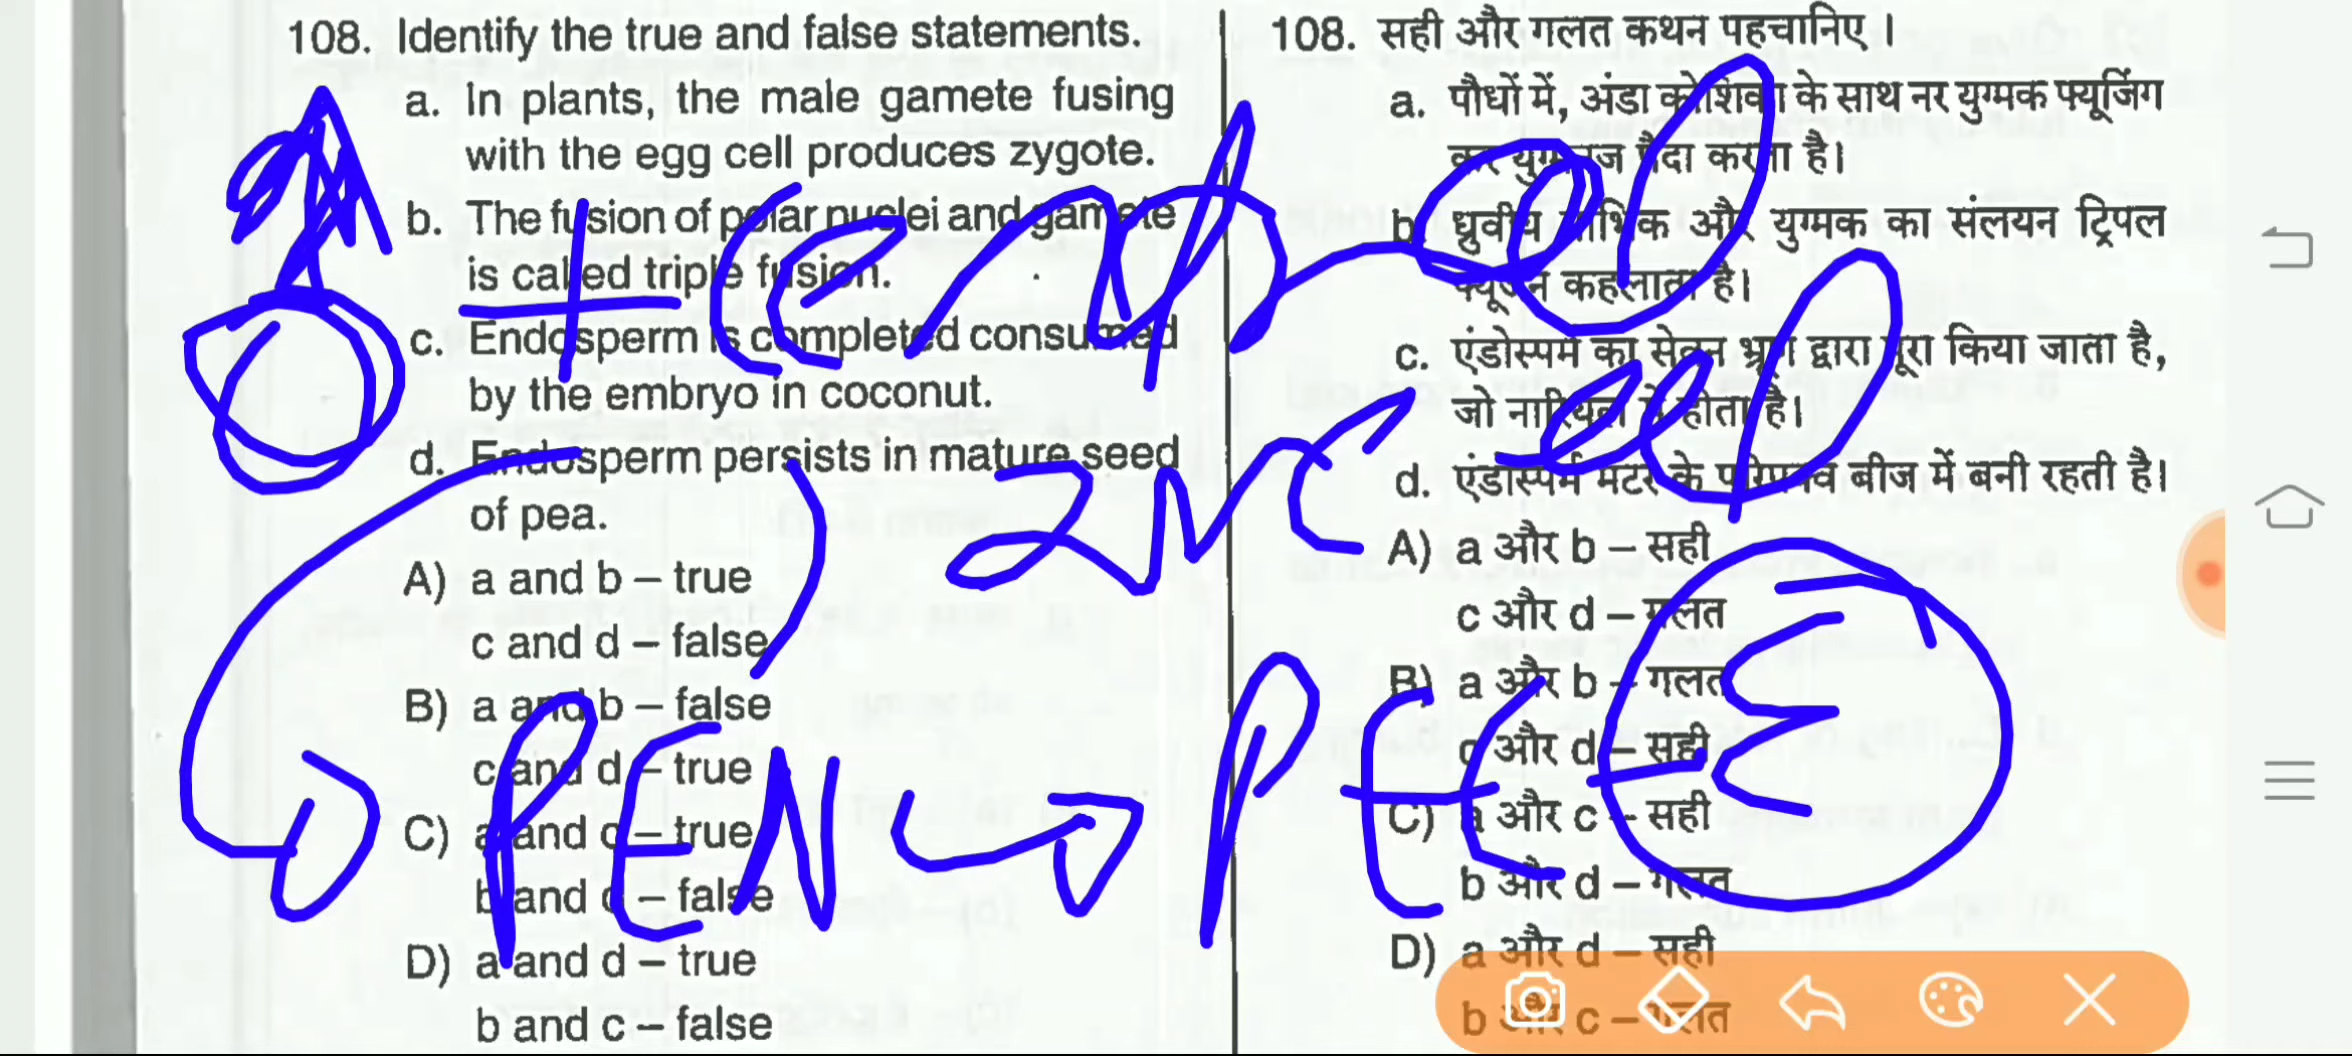 108. Identify the true and false statements.
a. In plants, the male gamete fusing
with the egg cell produces zygote.
b. The fusion of polar nuclei and gamete
is called triple fusion.
c. Endosperm is completed consumed
by the embryo in coconut.
d. Endosperm persists in mature seed
of pea.
A) a and b – true
c and d – false
B) a and b – false
c and d – true
C) a and c – true
b and d – false
D) a and d – true
b and c – false
108. सही और गलत कथन पहचानिए ।
a. पौधों में, अंडा कोशिका के साथ नर युग्मक फ्यूजिंग
कर युग्मनज पैदा करता है।
b. ध्रुवीय नाभिक और युग्मक का संलयन ट्रिपल
फ्यूजन कहलाता है।
c. एंडोस्पर्म का सेवन भ्रूण द्वारा पूरा किया जाता है,
जो नारियल में होता है।
d. एंडोस्पर्म मटर के परिपक्व बीज में बनी रहती है।
A) a और b – सही
c और d – गलत
B) a और b – गलत
c और d – सही
C) a और c – सही
b और d – गलत
D) a और d – सही
b और c – गलत
PEN